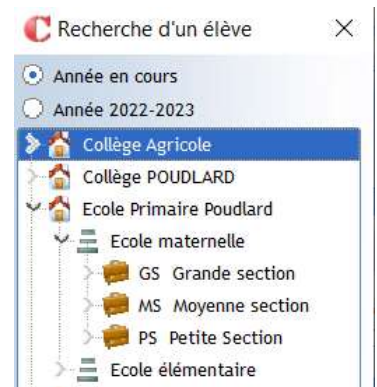 Recherche d'un élève
Année en cours
Année 2022-2023
Collège Agricole
Collège POUDLARD
Ecole Primaire Poudlard
Ecole maternelle
GS Grande section
MS Moyenne section
PS Petite Section
Ecole élémentaire